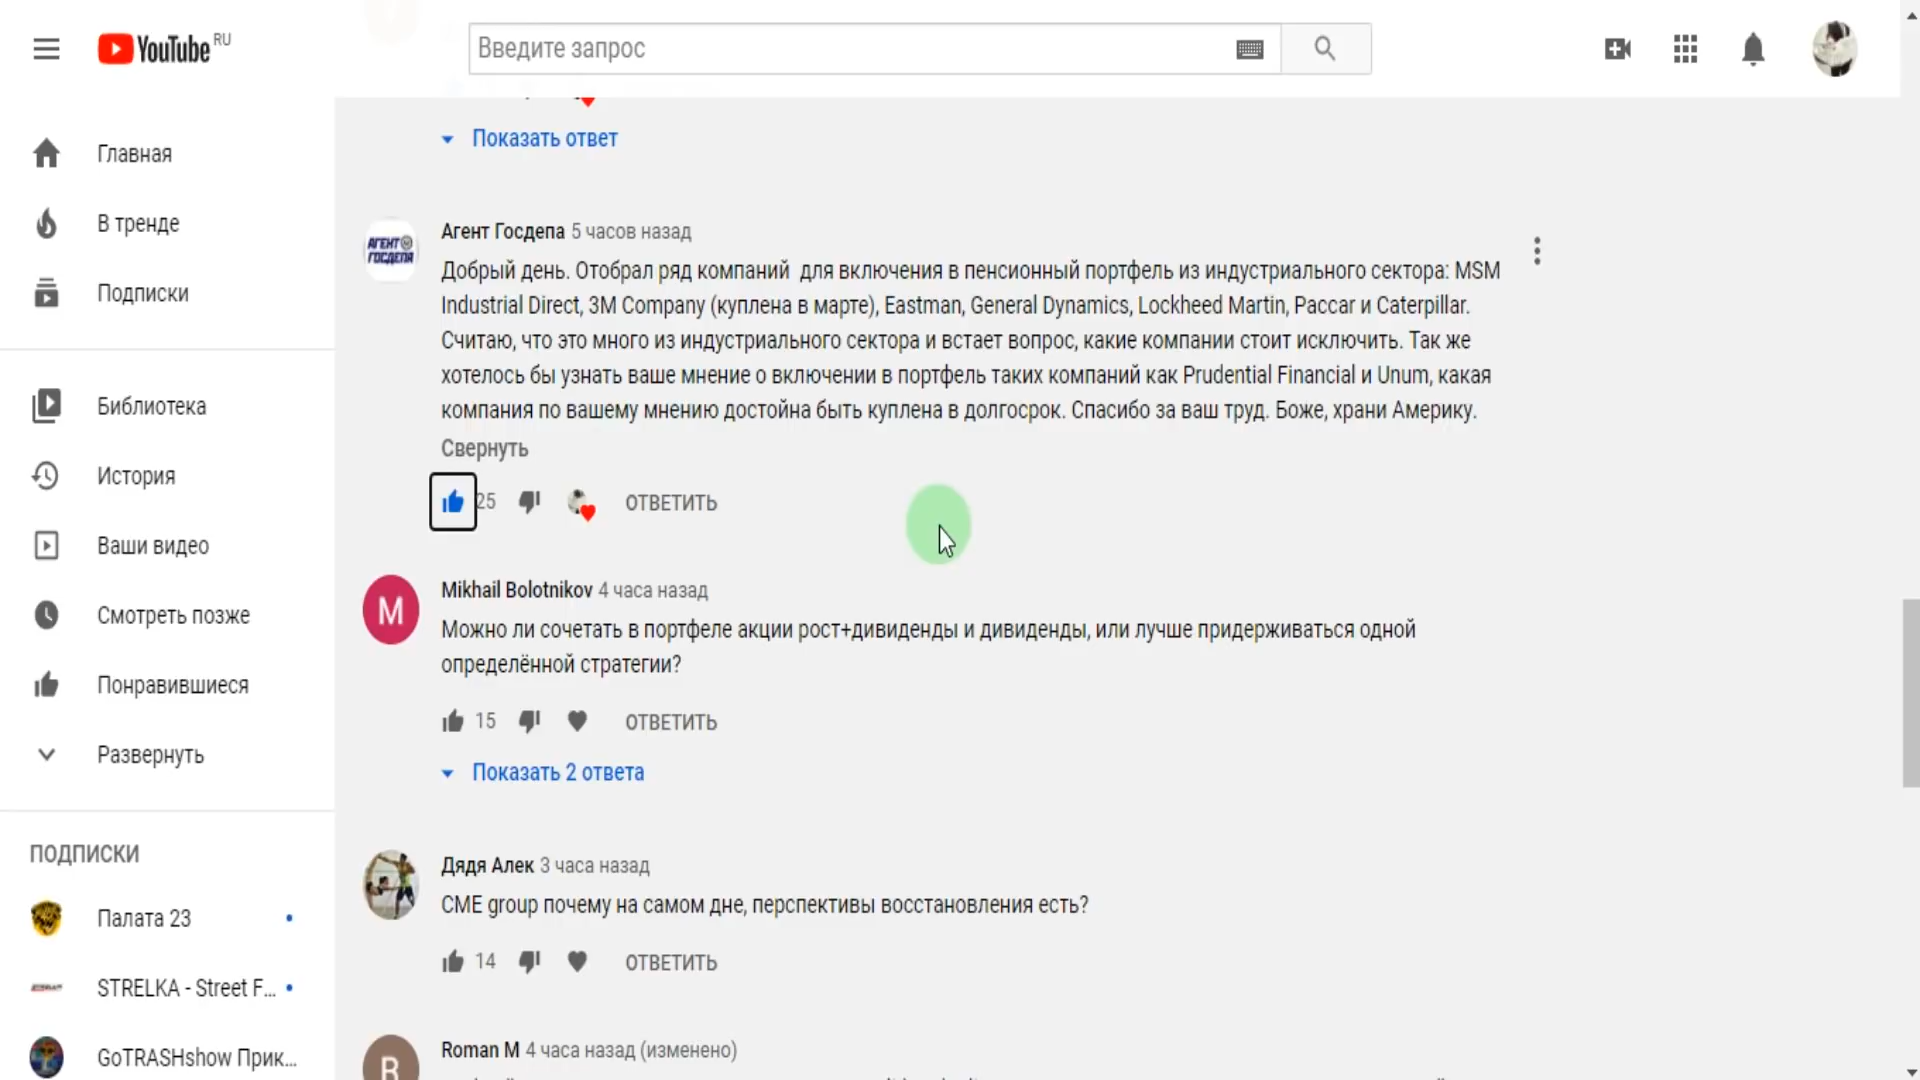 YouTube RU
Введите запрос
Главная
В тренде
Подписки
Библиотека
История
Ваши видео
Смотреть позже
Понравившиеся
Развернуть
ПОДПИСКИ
Палата 23
STRELKA - Street F...
GoTRASHshow Прик...
Показать ответ
АГЕНТ ГОСДЕПА
Агент Госдепа 5 часов назад
Добрый день. Отобрал ряд компаний для включения в пенсионный портфель из индустриального сектора: MSM
Industrial Direct, 3M Company (куплена в марте), Eastman, General Dynamics, Lockheed Martin, Paccar и Caterpillar.
Считаю, что это много из индустриального сектора и встает вопрос, какие компании стоит исключить. Так же
хотелось бы узнать ваше мнение о включении в портфель таких компаний как Prudential Financial и Unum, какая
компания по вашему мнению достойна быть куплена в долгосрок. Спасибо за ваш труд. Боже, храни Америку.
Свернуть
25 ОТВЕТИТЬ
M
Mikhail Bolotnikov 4 часа назад
Можно ли сочетать в портфеле акции рост+дивиденды и дивиденды, или лучше придерживаться одной
определённой стратегии?
15 ОТВЕТИТЬ
Показать 2 ответа
Дядя Алек 3 часа назад
CME group почему на самом дне, перспективы восстановления есть?
14 ОТВЕТИТЬ
R
Roman M 4 часа назад (изменено)